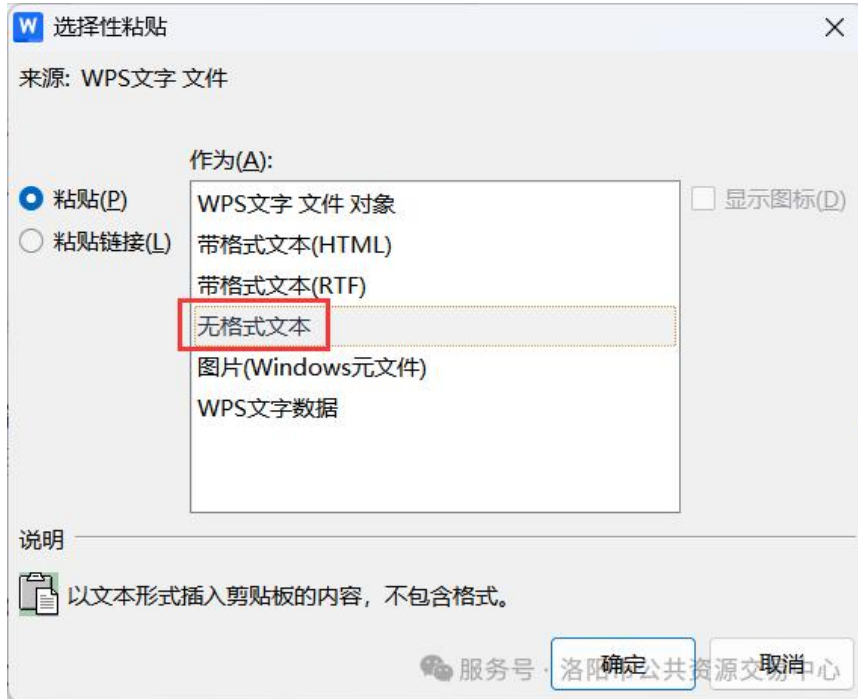 W 选择性粘贴
来源: WPS文字 文件
作为(A):
粘贴(P)
粘贴链接(L)
WPS文字 文件 对象
带格式文本(HTML)
带格式文本(RTF)
无格式文本
图片(Windows元文件)
WPS文字数据
显示图标(D)
说明
以文本形式插入剪贴板的内容，不包含格式。
确定
取消
服务号 · 洛阳市公共资源交易中心